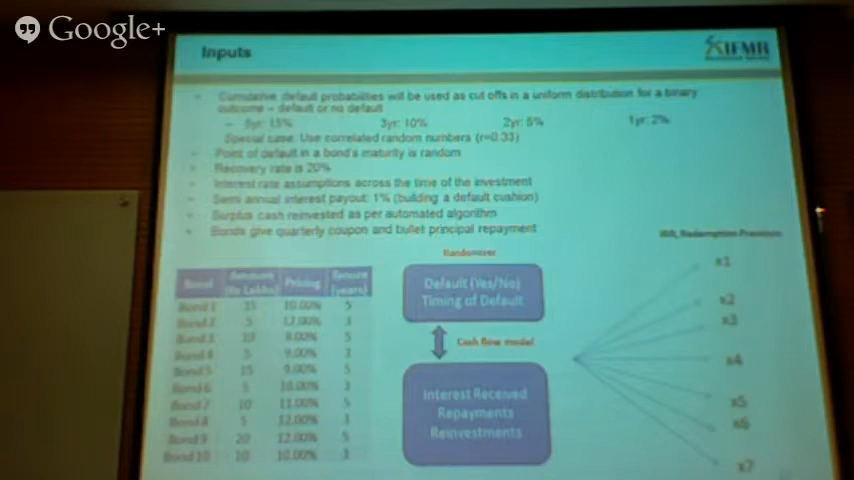 Google+
Inputs
IFMR
Cumulative default probabilities will be used as cut offs in a uniform distribution for a binary
outcome – default or no default
– 5yr: 15% 3yr: 10% 2yr: 5% 1yr: 2%
Special case: Use correlated random numbers (r=0.33)
Point of default in a bond's maturity is random
Recovery rate is 20%
Interest rate assumptions across the time of the investment
Semi annual interest payout: 1% (building a default cushion)
Surplus cash reinvested as per automated algorithm
Bonds give quarterly coupon and bullet principal repayment
IRR, Redemption Premium
Randomizer
Default (Yes/No)
Timing of Default
Cash flow model
Interest Received
Repayments
Reinvestments
x1
x2
x3
x4
x5
x6
x7
Bond Amount (Rs Lakhs) Pricing Tenure (years)
Bond 1 15 10.00% 5
Bond 2 5 12.00% 3
Bond 3 10 8.00% 5
Bond 4 5 9.00% 3
Bond 5 15 9.00% 5
Bond 6 5 10.00% 3
Bond 7 10 11.00% 5
Bond 8 5 12.00% 3
Bond 9 20 12.00% 5
Bond 10 10 10.00% 3